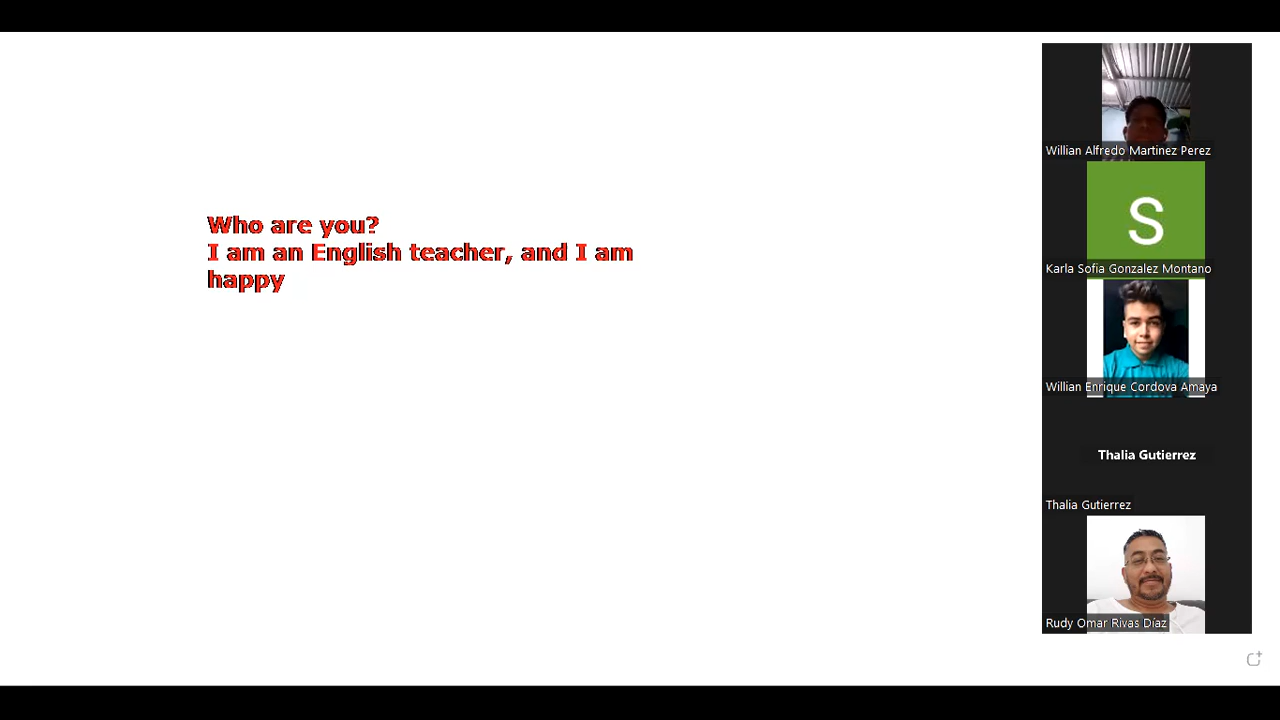 Who are you?
I am an English teacher, and I am
happy
Willian Alfredo Martinez Perez
S
Karla Sofia Gonzalez Montano
Willian Enrique Cordova Amaya
Thalia Gutierrez
Thalia Gutierrez
Rudy Omar Rivas Díaz